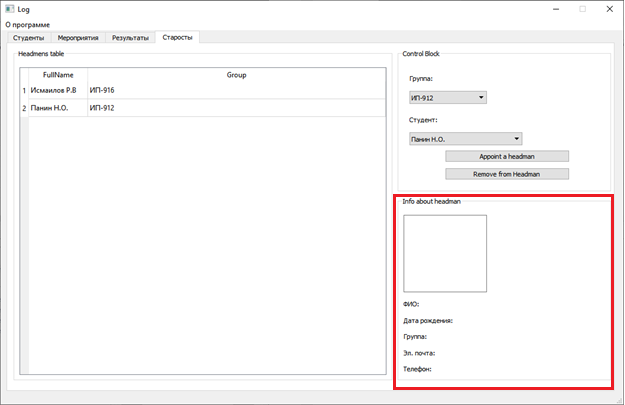 Log
О программе
Студенты Мероприятия Результаты Старосты
Headmens table
FullName Group
1 Исмаилов Р.В ИП-916
2 Панин Н.О. ИП-912
Control Block
Группа:
ИП-912
Студент:
Панин Н.О.
Appoint a headman
Remove from Headman
Info about headman
ФИО:
Дата рождения:
Группа:
Эл. почта:
Телефон: